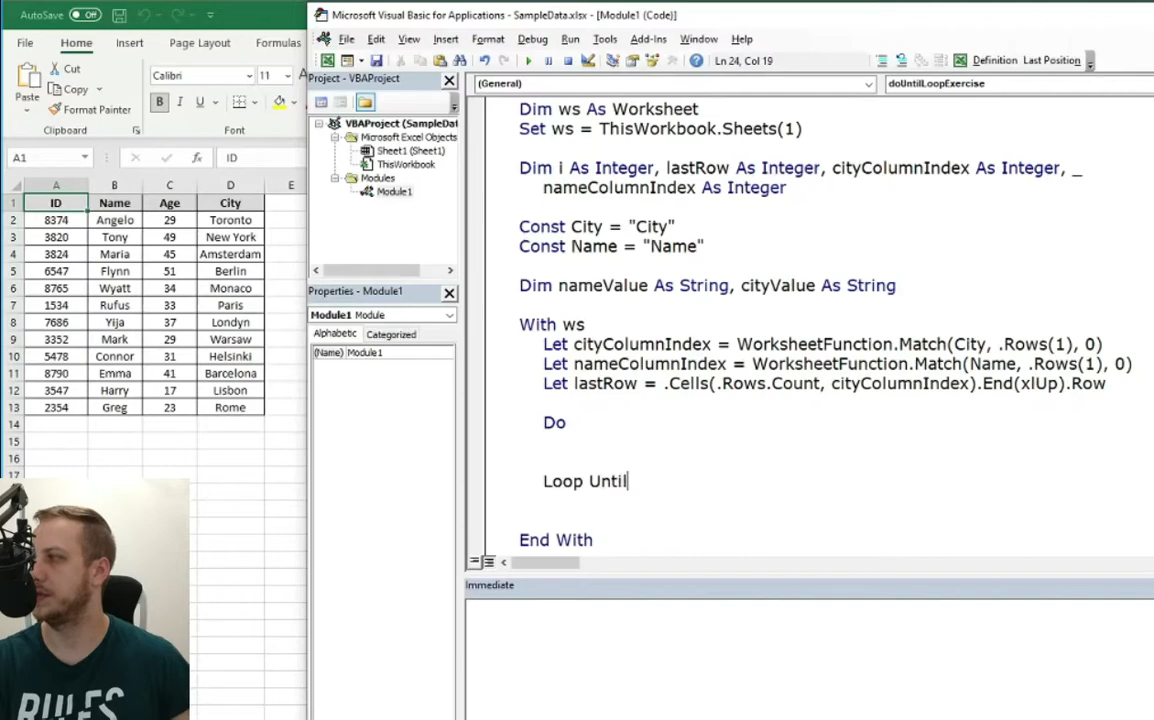 AutoSave Off
File Home Insert Page Layout Formulas
Paste
Cut
Copy
Format Painter
Calibri 11
B I U
Clipboard Font
A1 fx ID
A B C D E
1 ID Name Age City
2 8374 Angelo 29 Toronto
3 3820 Tony 49 New York
4 3824 Maria 45 Amsterdam
5 6547 Flynn 51 Berlin
6 8765 Wyatt 34 Monaco
7 1534 Rufus 33 Paris
8 7686 Yija 37 Londyn
9 3352 Mark 29 Warsaw
10 5478 Connor 31 Helsinki
11 8790 Emma 41 Barcelona
12 3547 Harry 17 Lisbon
13 2354 Greg 23 Rome
14
15
16
17
RULES
Microsoft Visual Basic for Applications - SampleData.xlsx - [Module1 (Code)]
File Edit View Insert Format Debug Run Tools Add-Ins Window Help
Ln 24, Col 19 Definition Last Position
Project - VBAProject
VBAProject (SampleDat
Microsoft Excel Objects
Sheet1 (Sheet1)
ThisWorkbook
Modules
Module1
Properties - Module1
Module1 Module
Alphabetic Categorized
(Name) Module1
(General) doUntilLoopExercise
Dim ws As Worksheet
Set ws = ThisWorkbook.Sheets(1)
Dim i As Integer, lastRow As Integer, cityColumnIndex As Integer, _
nameColumnIndex As Integer
Const City = "City"
Const Name = "Name"
Dim nameValue As String, cityValue As String
With ws
Let cityColumnIndex = WorksheetFunction.Match(City, .Rows(1), 0)
Let nameColumnIndex = WorksheetFunction.Match(Name, .Rows(1), 0)
Let lastRow = .Cells(.Rows.Count, cityColumnIndex).End(xlUp).Row
Do
Loop Until
End With
Immediate